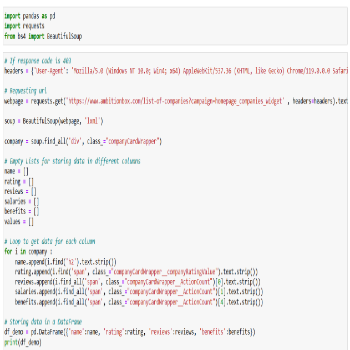 import pandas as pd
import requests
from bs4 import BeautifulSoup
# If response code is 403
headers = {'User-Agent': 'Mozilla/5.0 (Windows NT 10.0; Win64; x64) AppleWebKit/537.36 (KHTML, like Gecko) Chrome/119.0.0.0 Safari
# Requesting url
webpage = requests.get('https://www.ambitionbox.com/list-of-companies?campaign=homepage_companies_widget' , headers=headers).text
soup = BeautifulSoup(webpage, 'lxml')
company = soup.find_all('div', class_="companyCardWrapper")
# Empty Lists for storing data in different columns
name = []
rating = []
reviews = []
salaries = []
benefits = []
values = []
# Loop to get data for each column
for i in company :
name.append(i.find('h2').text.strip())
rating.append(i.find('span', class_="companyCardWrapper__companyRatingValue").text.strip())
reviews.append(i.find_all('span', class_="companyCardWrapper__ActionCount")[0].text.strip())
salaries.append(i.find_all('span', class_="companyCardWrapper__ActionCount")[1].text.strip())
benefits.append(i.find_all('span', class_="companyCardWrapper__ActionCount")[4].text.strip())
# Storing data in a DataFrame
df_demo = pd.DataFrame({'name':name, 'rating':rating, 'reviews':reviews, 'benefits':benefits})
print(df_demo)